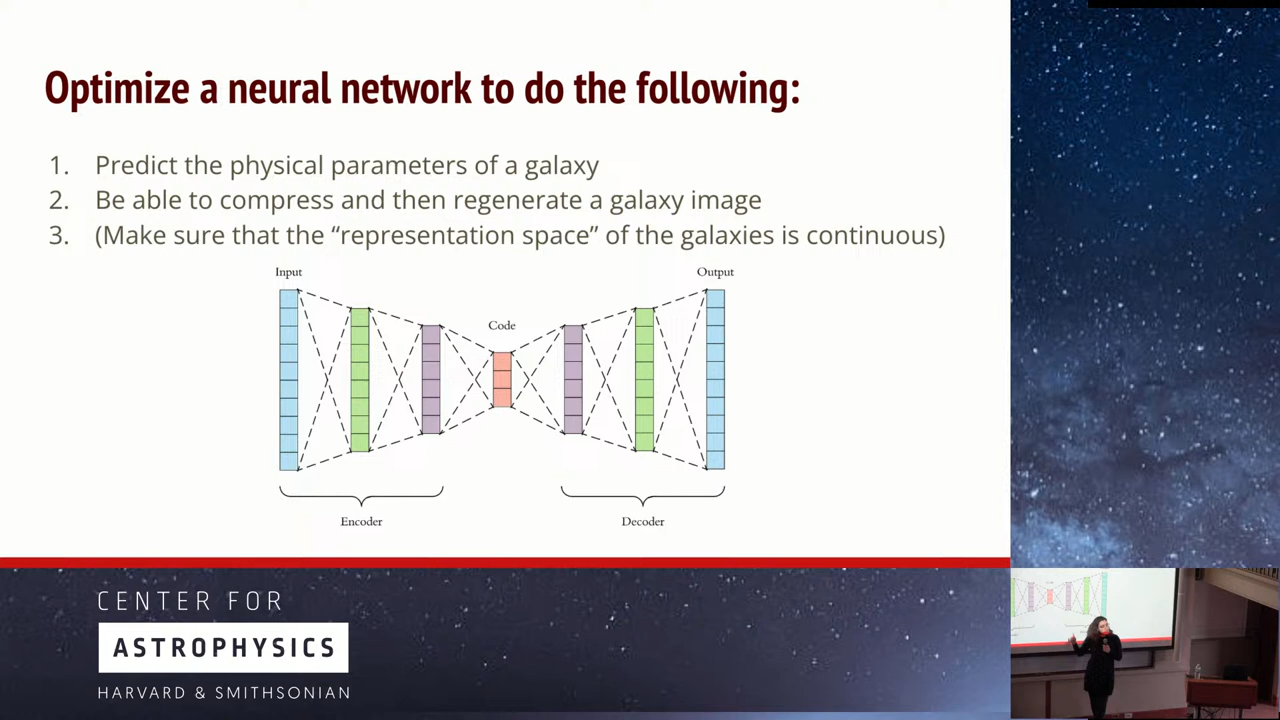 Optimize a neural network to do the following:
1. Predict the physical parameters of a galaxy
2. Be able to compress and then regenerate a galaxy image
3. (Make sure that the “representation space” of the galaxies is continuous)
Input
Output
Code
Encoder
Decoder
CENTER FOR
ASTROPHYSICS
HARVARD & SMITHSONIAN